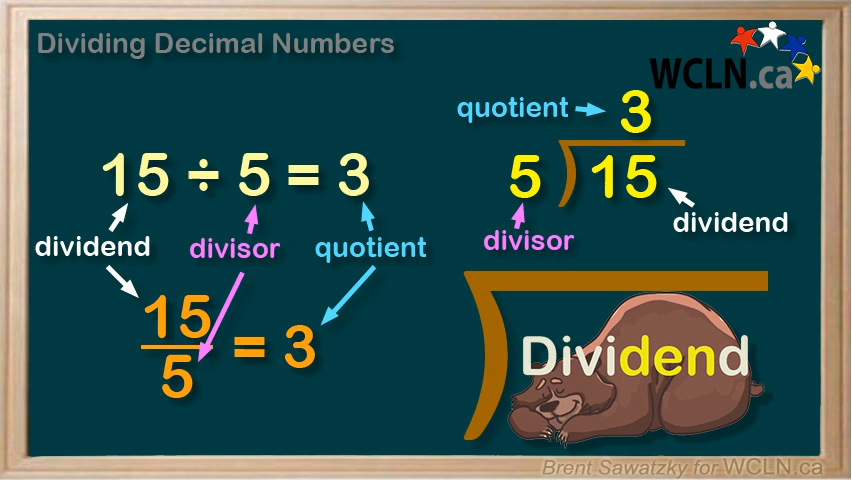 Dividing Decimal Numbers
WCLN.ca
15 ÷ 5 = 3
dividend
divisor
quotient
15
5
= 3
quotient
3
5
15
divisor
dividend
Dividend
Brent Sawatzky for WCLN.ca